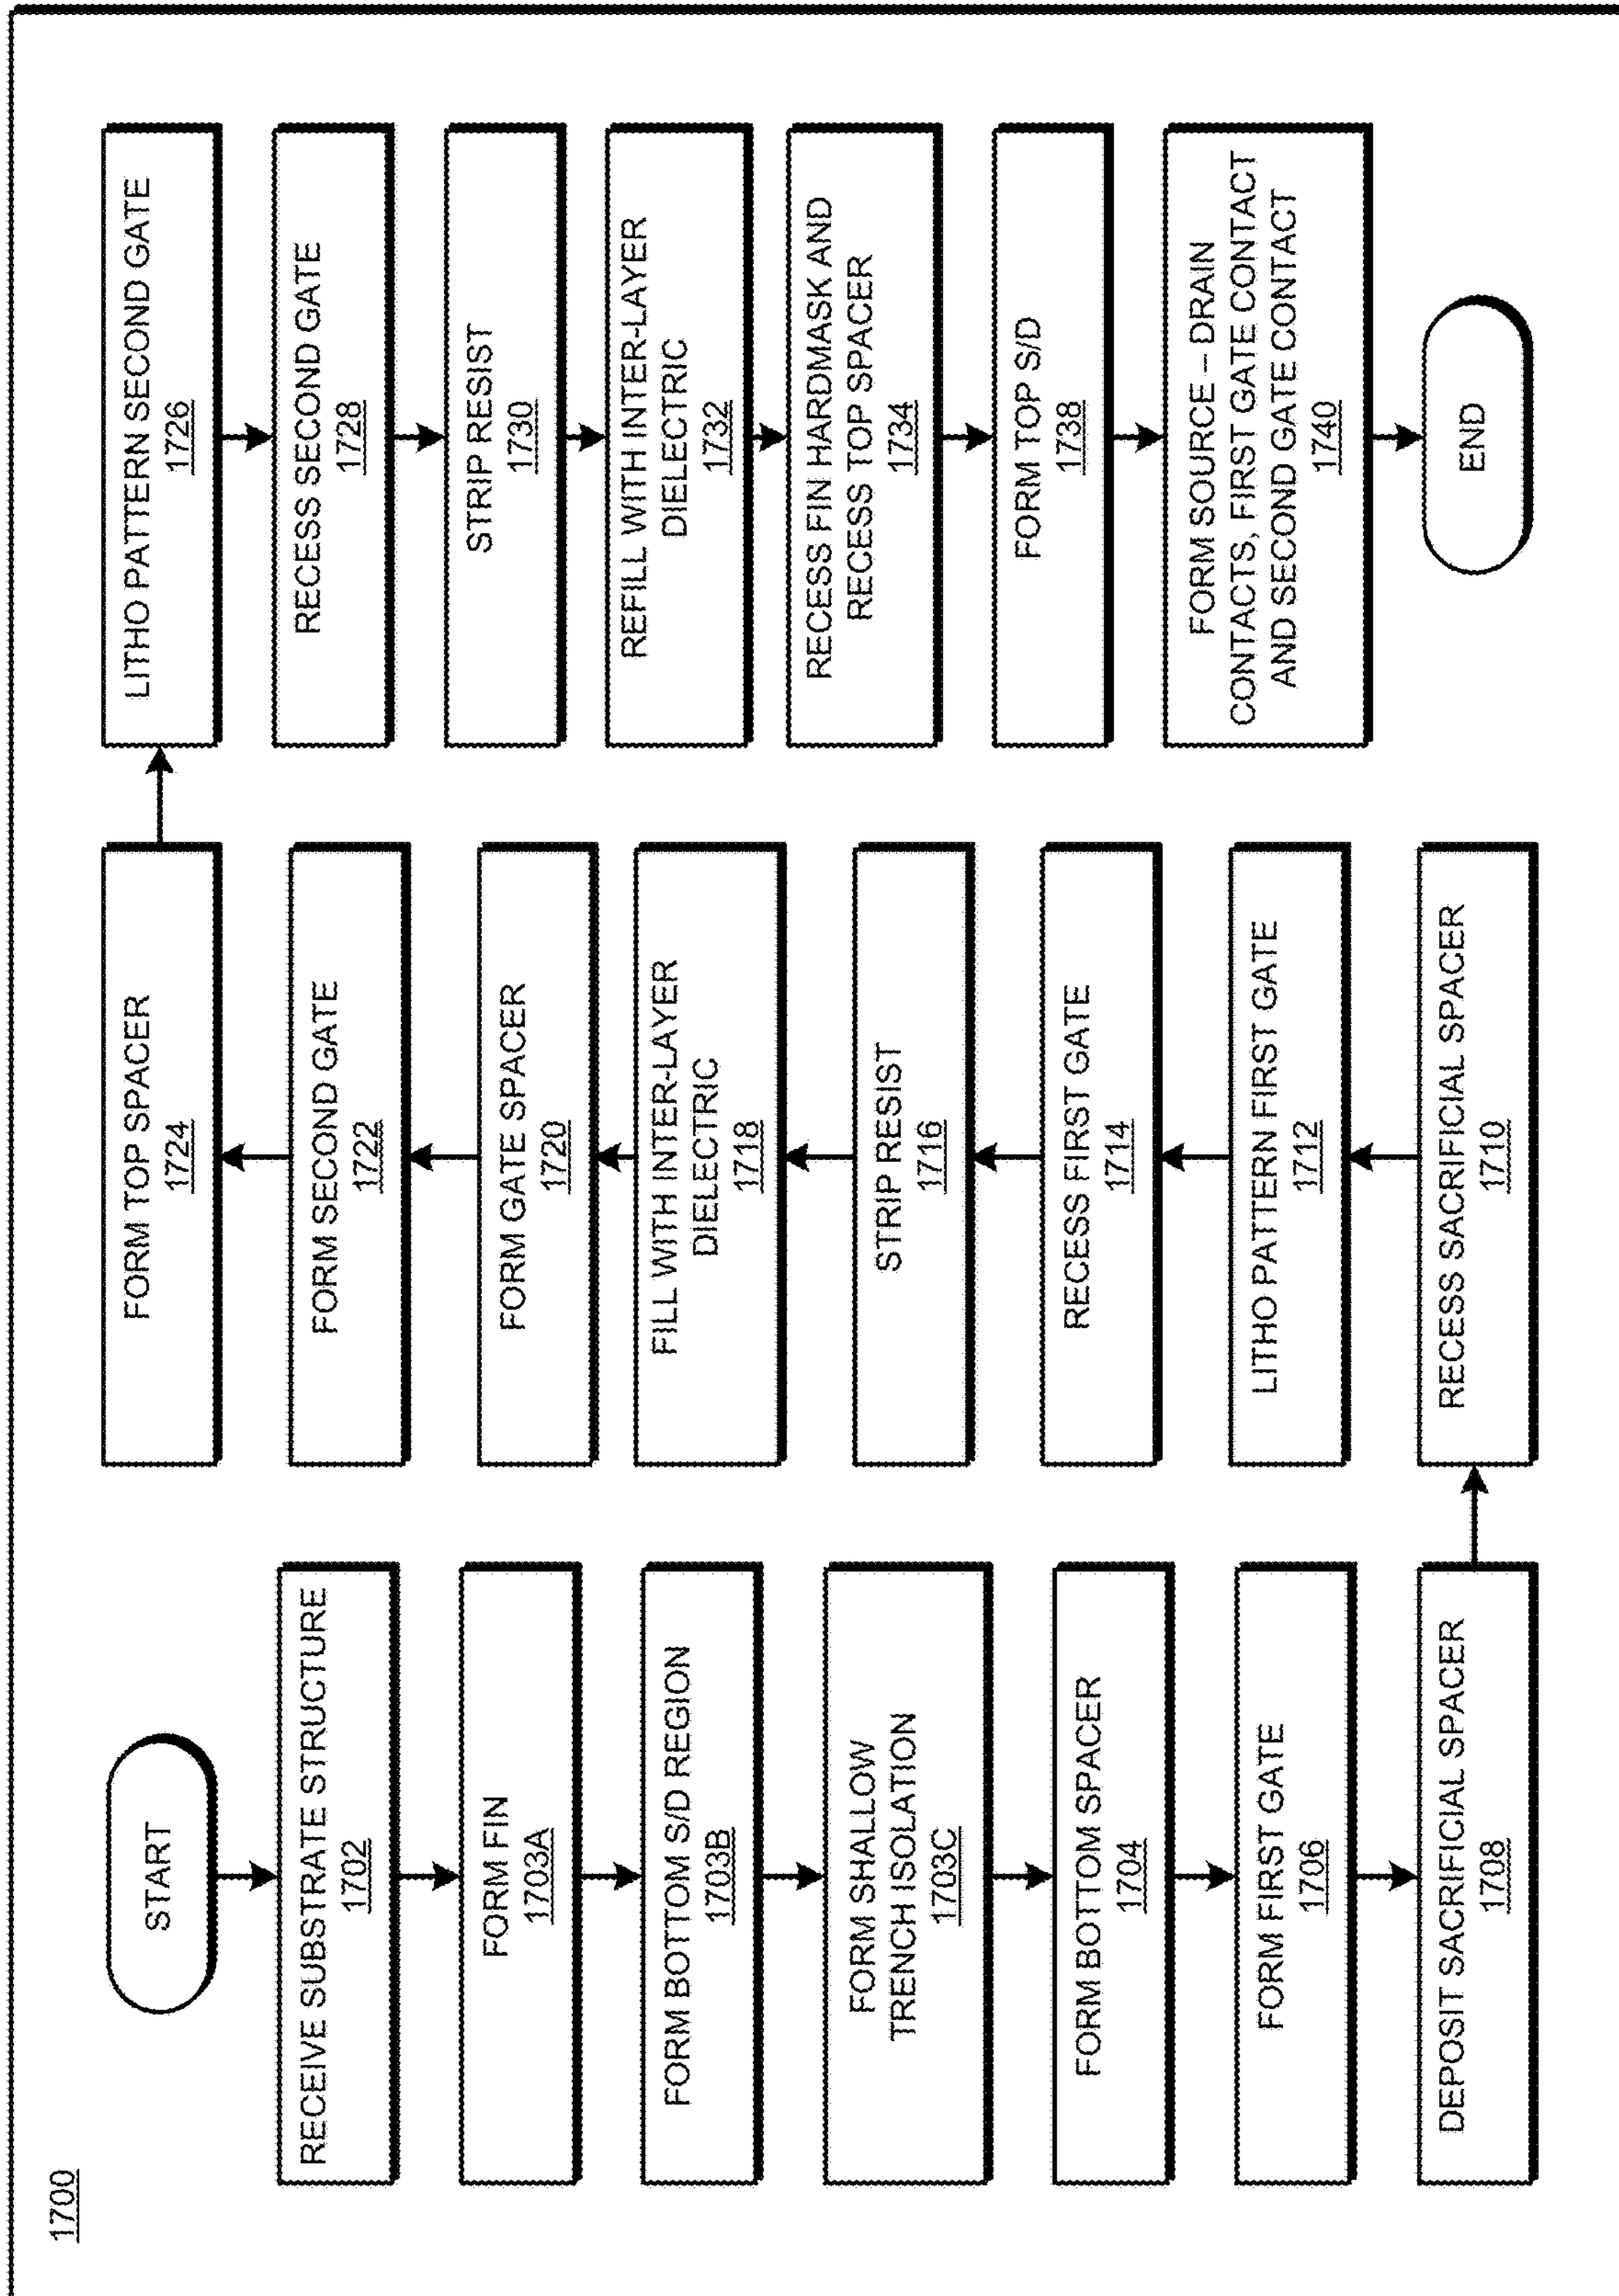 1700
START
RECEIVE SUBSTRATE STRUCTURE
1702
FORM FIN
1703A
FORM BOTTOM S/D REGION
1703B
FORM SHALLOW
TRENCH ISOLATION
1703C
FORM BOTTOM SPACER
1704
FORM FIRST GATE
1706
DEPOSIT SACRIFICIAL SPACER
1708
RECESS SACRIFICIAL SPACER
1710
LITHO PATTERN FIRST GATE
1712
RECESS FIRST GATE
1714
STRIP RESIST
1716
FILL WITH INTER-LAYER
DIELECTRIC
1718
FORM GATE SPACER
1720
FORM SECOND GATE
1722
FORM TOP SPACER
1724
LITHO PATTERN SECOND GATE
1726
RECESS SECOND GATE
1728
STRIP RESIST
1730
REFILL WITH INTER-LAYER
DIELECTRIC
1732
RECESS FIN HARDMASK AND
RECESS TOP SPACER
1734
FORM TOP S/D
1738
FORM SOURCE – DRAIN
CONTACTS, FIRST GATE CONTACT
AND SECOND GATE CONTACT
1740
END